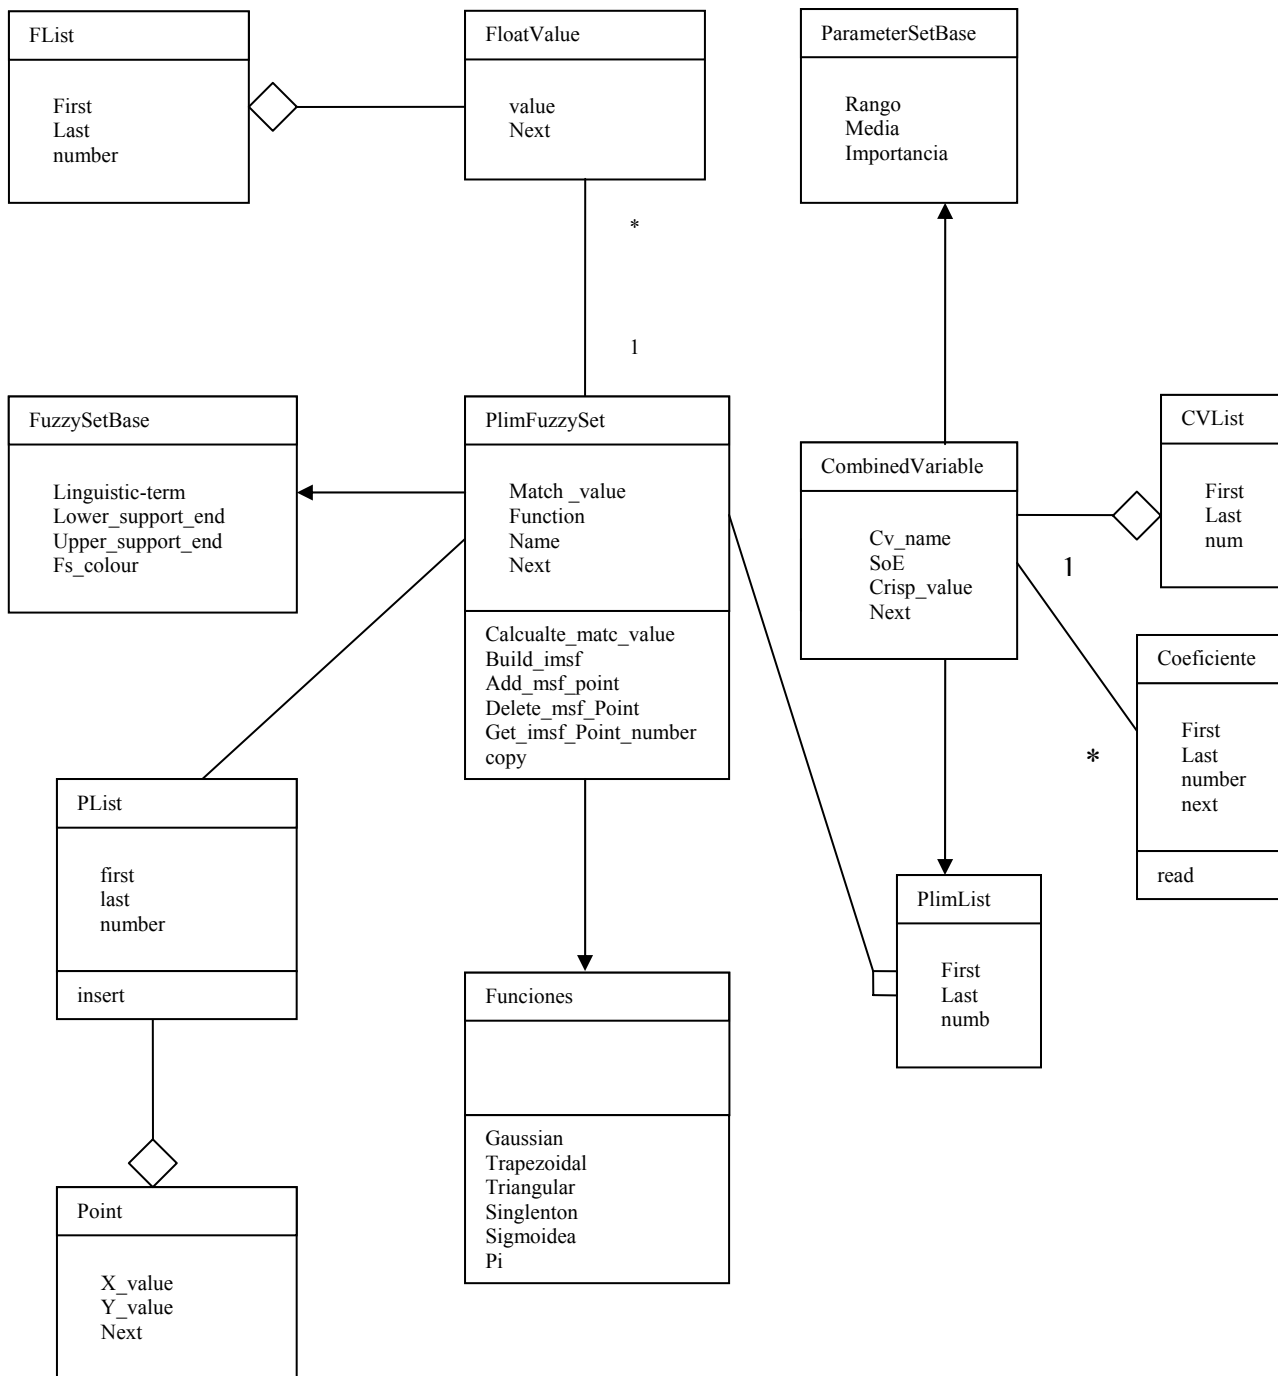 FList
First
Last
number
FloatValue
value
Next
ParameterSetBase
Rango
Media
Importancia
*
1
FuzzySetBase
Linguistic-term
Lower_support_end
Upper_support_end
Fs_colour
PlimFuzzySet
Match _value
Function
Name
Next
Calcualte_matc_value
Build_imsf
Add_msf_point
Delete_msf_Point
Get_imsf_Point_number
copy
CombinedVariable
Cv_name
SoE
Crisp_value
Next
CVList
First
Last
num
1
*
Coeficiente
First
Last
number
next
read
PList
first
last
number
insert
PlimList
First
Last
numb
Funciones
Gaussian
Trapezoidal
Triangular
Singlenton
Sigmoidea
Pi
Point
X_value
Y_value
Next